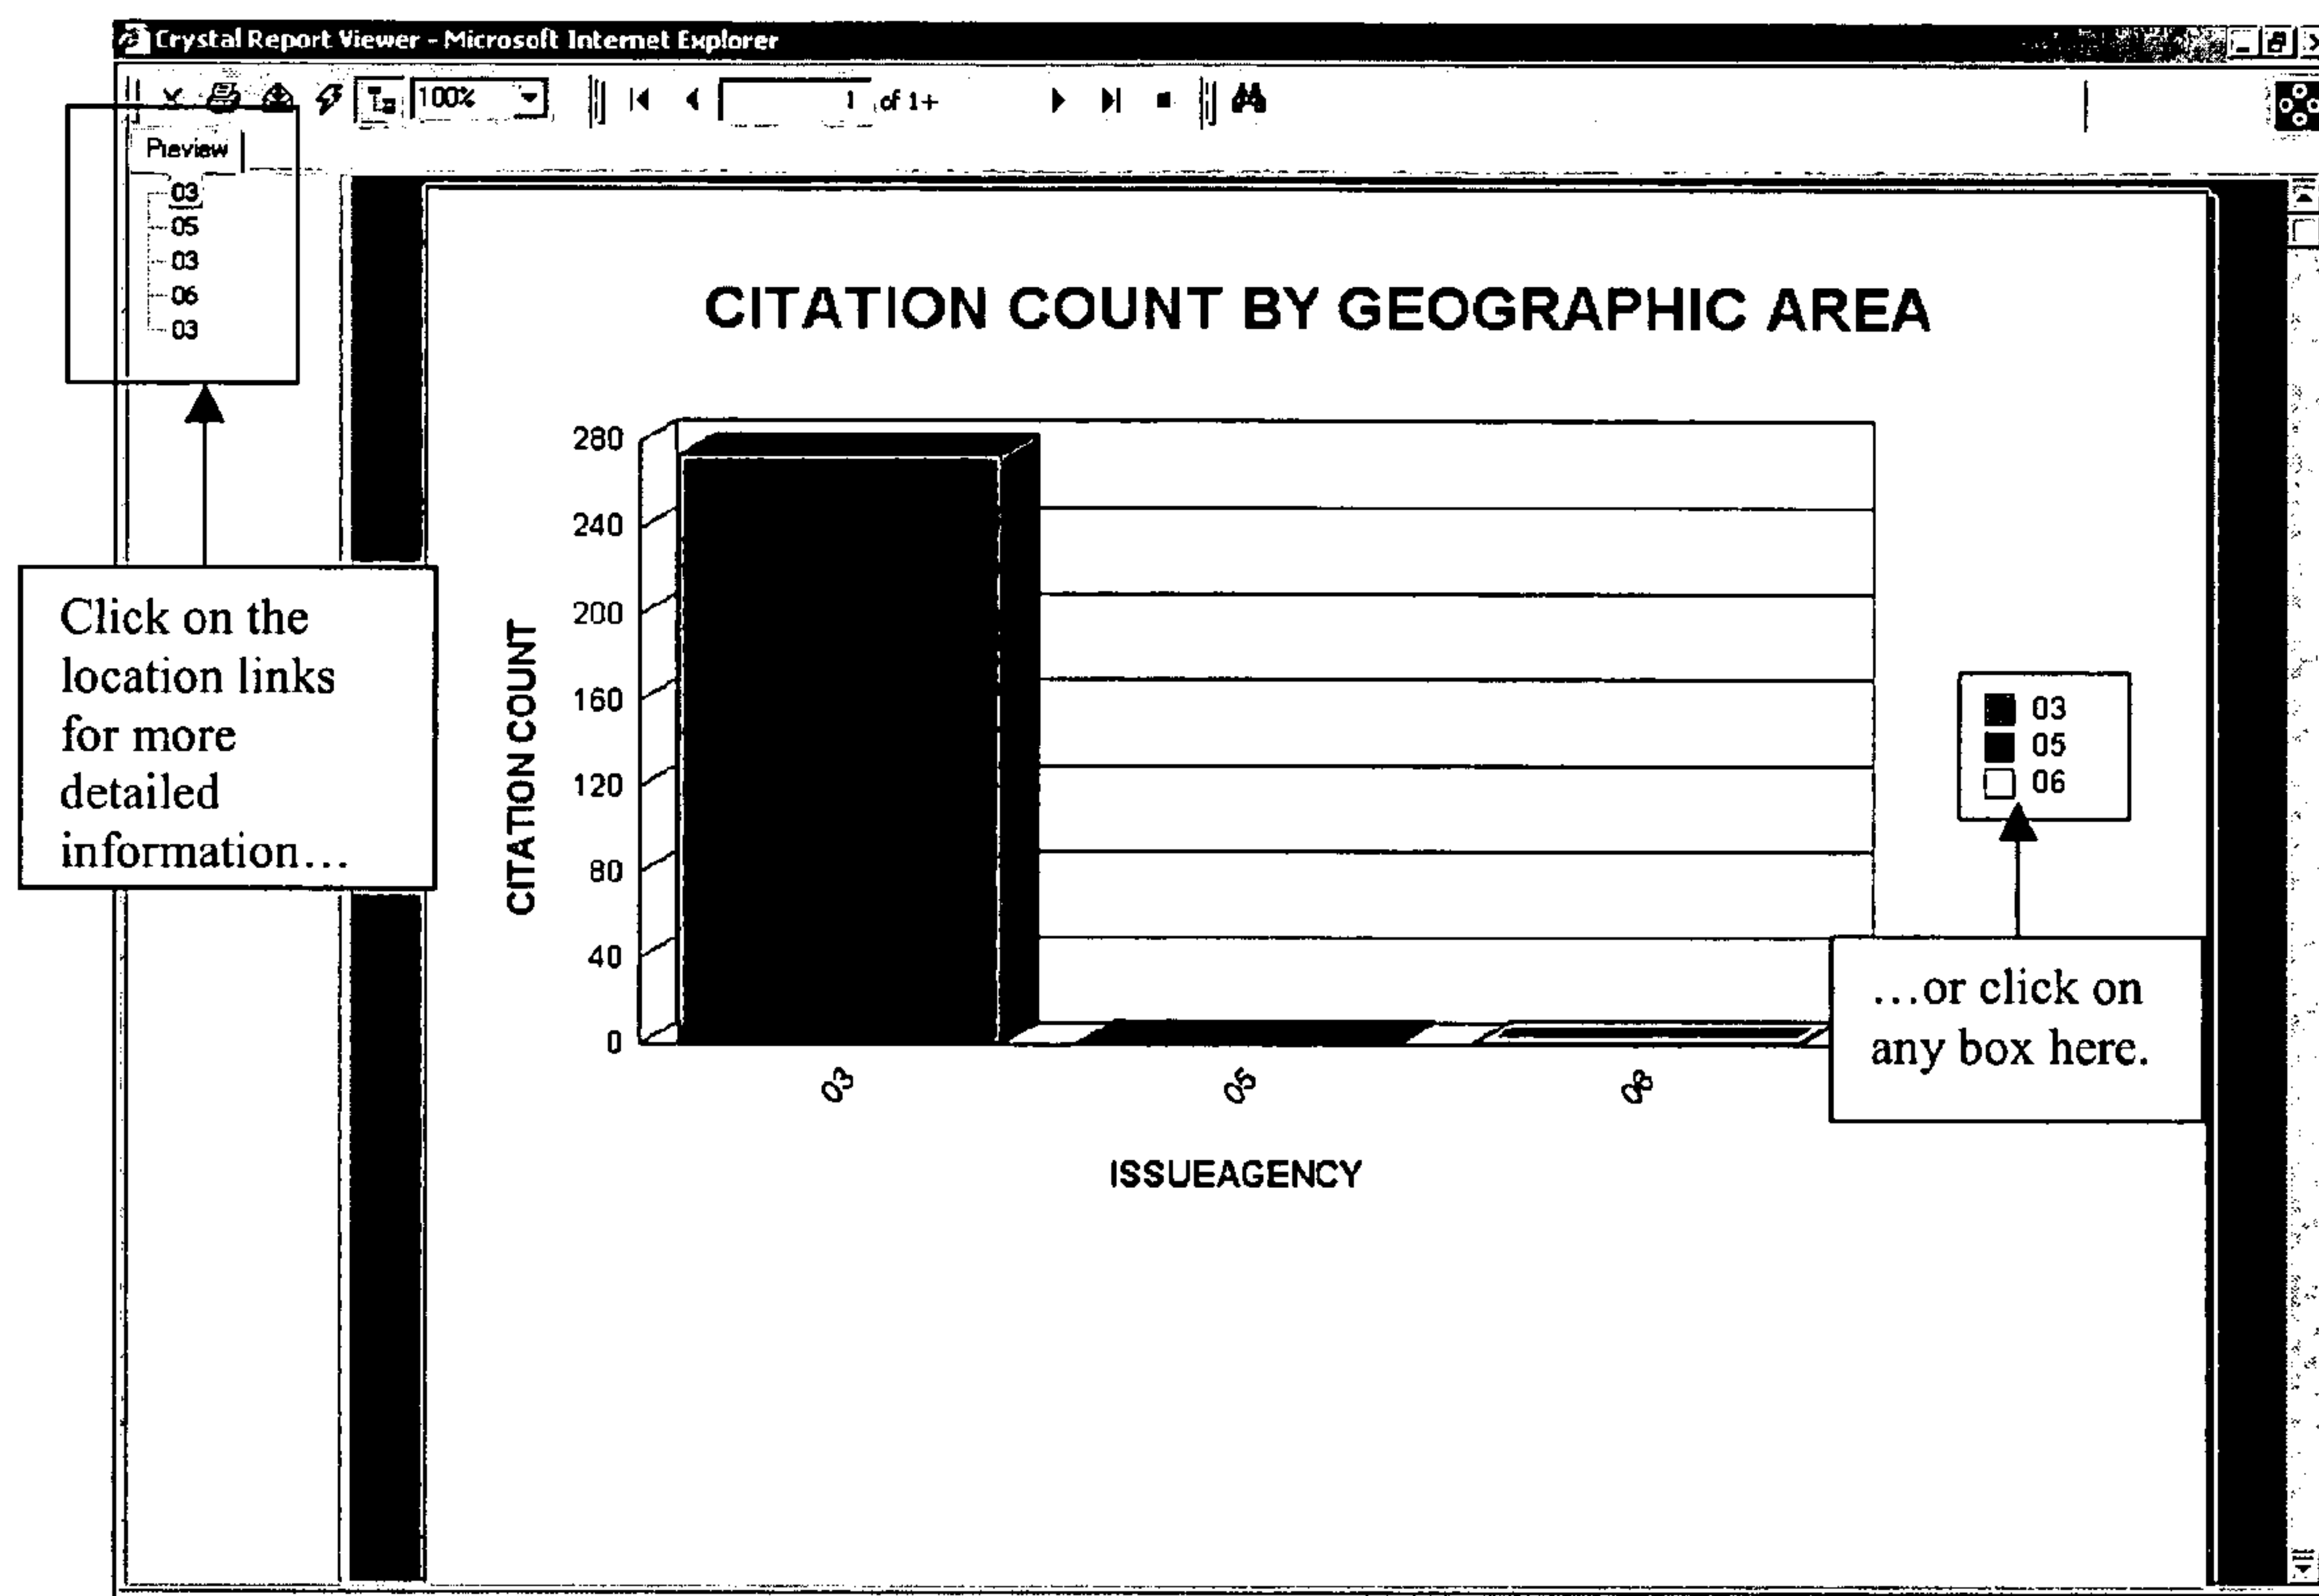 Crystal Report Viewer - Microsoft Internet Explorer
100%
1 of 1+
Preview
03
05
03
06
03
CITATION COUNT BY GEOGRAPHIC AREA
280
240
200
160
120
80
40
0
CITATION COUNT
03
05
06
ISSUEAGENCY
03
05
06
Click on the
location links
for more
detailed
information...
...or click on
any box here.